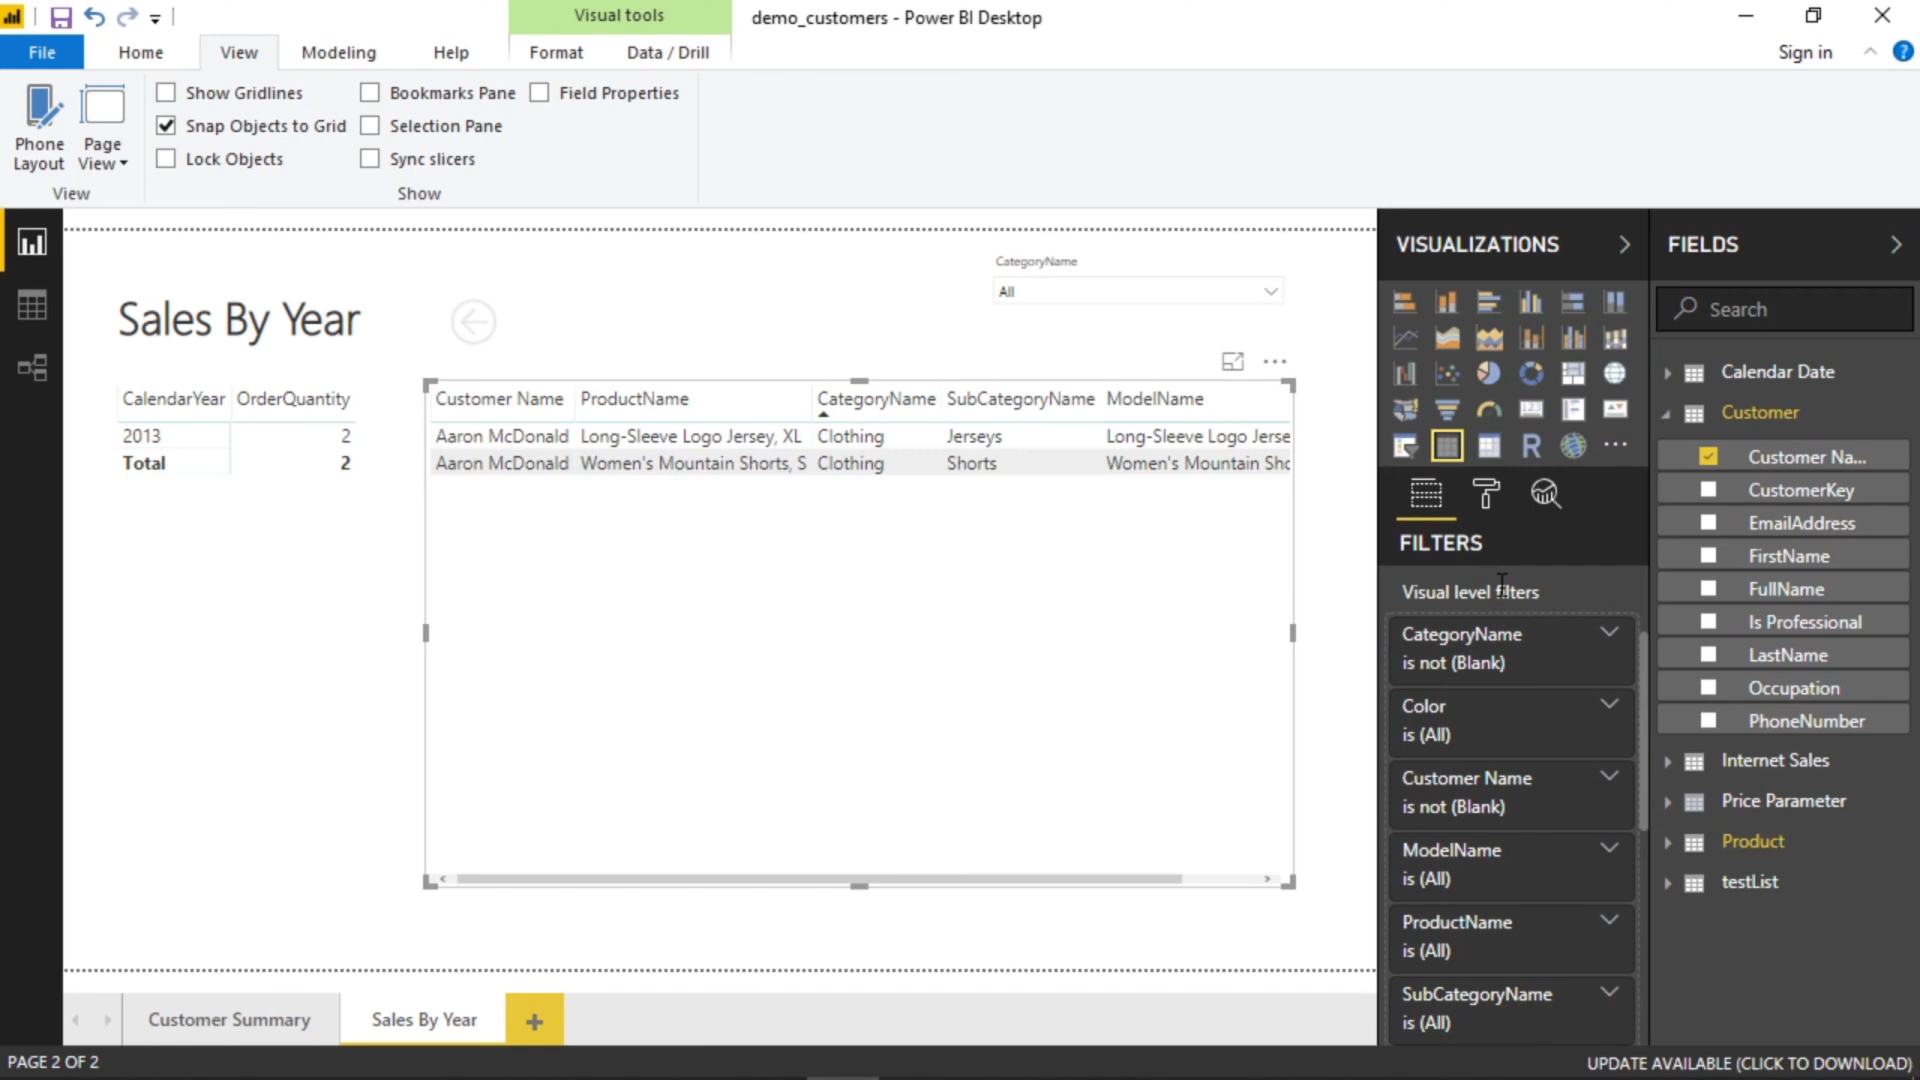 Visual tools
demo_customers - Power BI Desktop
File
Home
View
Modeling
Help
Format
Data / Drill
Sign in
?
Phone Layout
Page View
Show Gridlines
Snap Objects to Grid
Lock Objects
Bookmarks Pane
Selection Pane
Sync slicers
Field Properties
View
Show
Sales By Year
CategoryName
All
CalendarYear OrderQuantity
2013 2
Total 2
Customer Name ProductName CategoryName SubCategoryName ModelName
Aaron McDonald Long-Sleeve Logo Jersey, XL Clothing Jerseys Long-Sleeve Logo Jerse
Aaron McDonald Women's Mountain Shorts, S Clothing Shorts Women's Mountain Sho
VISUALIZATIONS
R
FILTERS
Visual level filters
CategoryName
is not (Blank)
Color
is (All)
Customer Name
is not (Blank)
ModelName
is (All)
ProductName
is (All)
SubCategoryName
is (All)
FIELDS
Search
Calendar Date
Customer
Customer Na...
CustomerKey
EmailAddress
FirstName
FullName
Is Professional
LastName
Occupation
PhoneNumber
Internet Sales
Price Parameter
Product
testList
Customer Summary
Sales By Year
PAGE 2 OF 2
UPDATE AVAILABLE (CLICK TO DOWNLOAD)